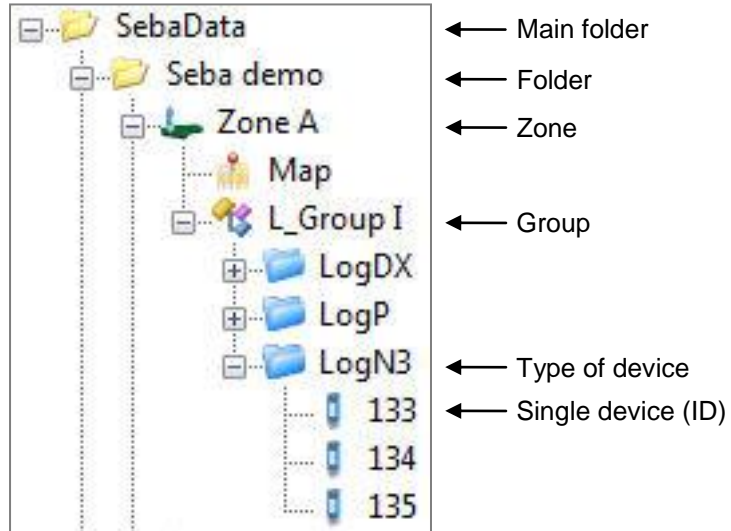 SebaData Main folder
Seba demo Folder
Zone A Zone
Map
L_Group I Group
LogDX
LogP
LogN3 Type of device
133 Single device (ID)
134
135